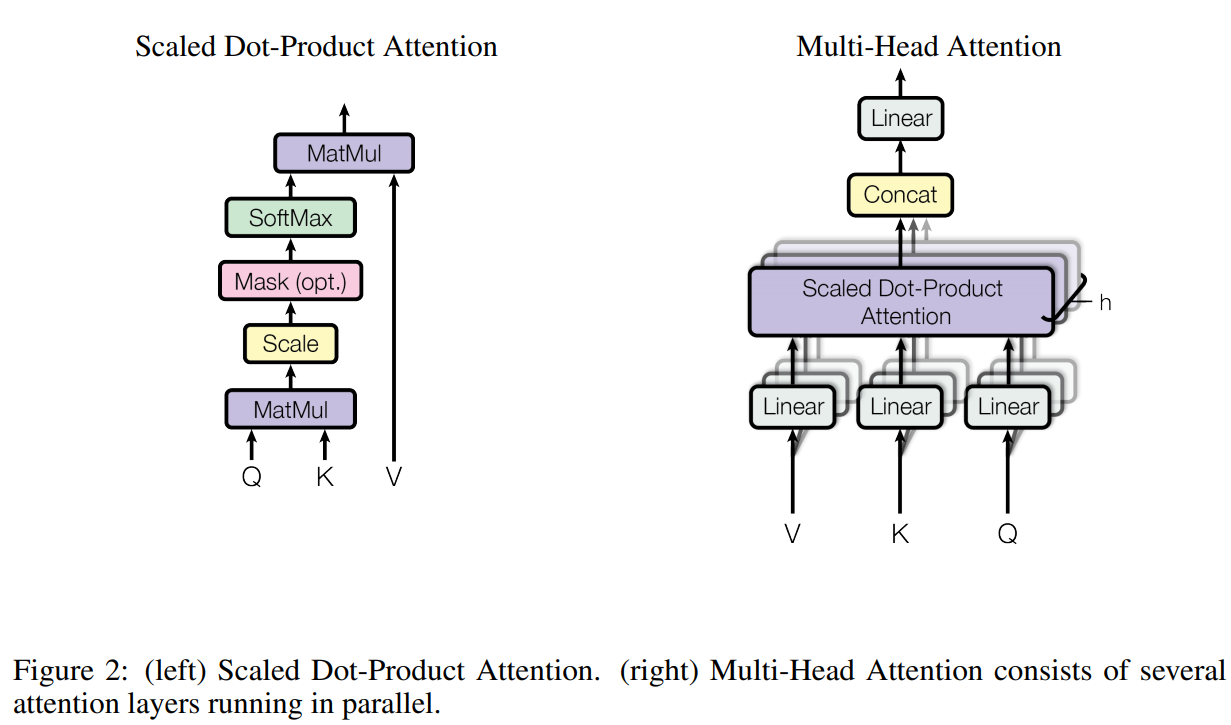 Scaled Dot-Product Attention
MatMul
SoftMax
Mask (opt.)
Scale
MatMul
Q K V
Multi-Head Attention
Linear
Concat
Scaled Dot-Product
Attention
h
Linear Linear Linear
V K Q
Figure 2: (left) Scaled Dot-Product Attention. (right) Multi-Head Attention consists of several
attention layers running in parallel.